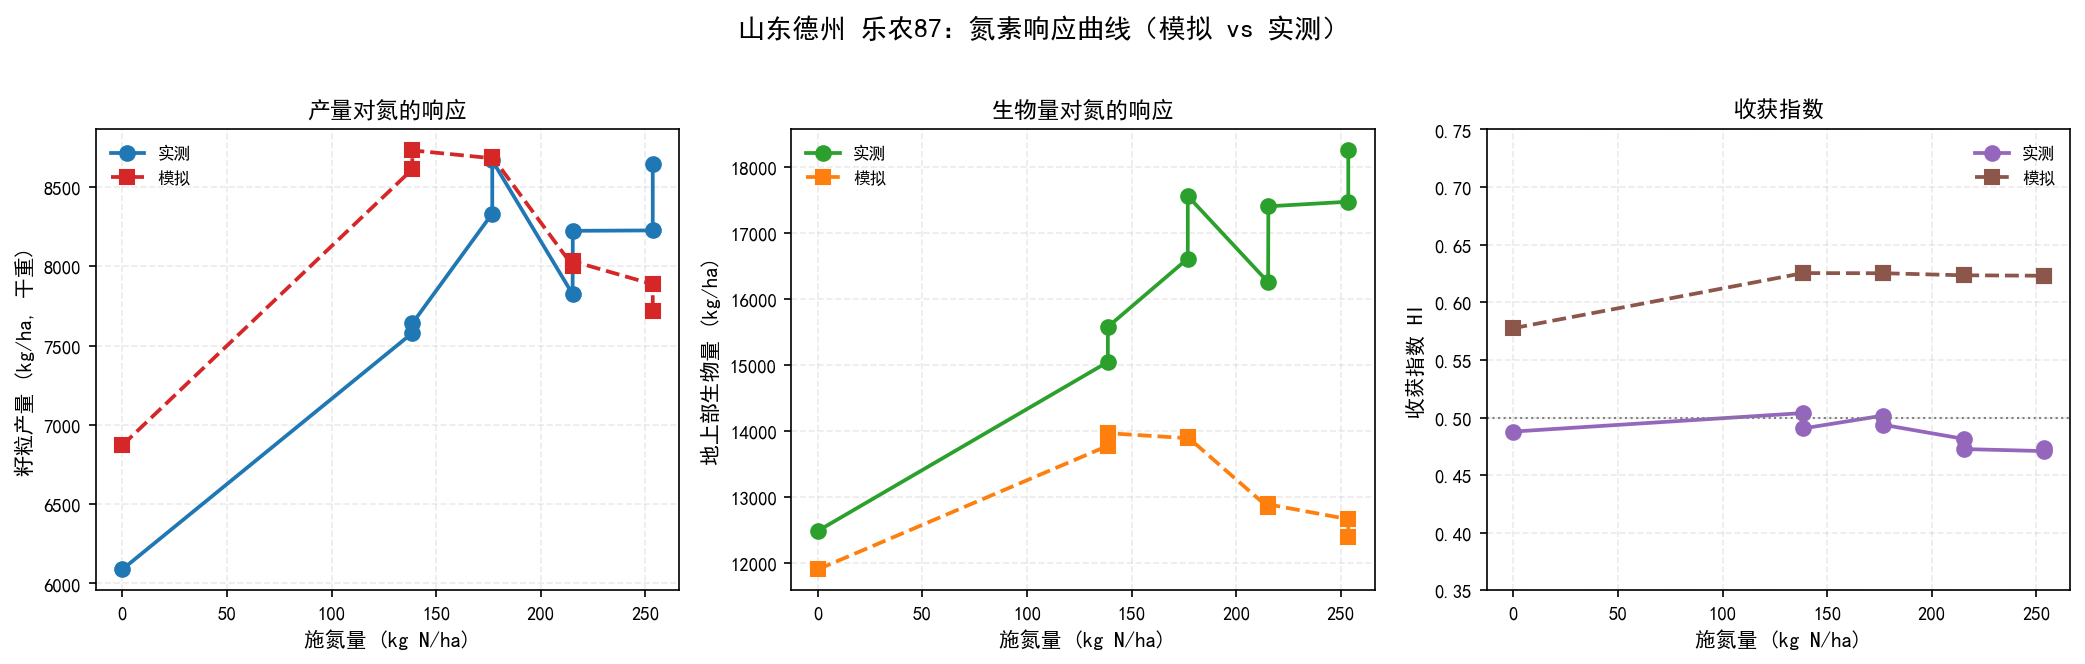 山东德州 乐农87：氮素响应曲线（模拟 vs 实测）
产量对氮的响应
实测
模拟
8500
8000
7500
7000
6500
6000
籽粒产量 (kg/ha, 干重)
0 50 100 150 200 250
施氮量 (kg N/ha)
生物量对氮的响应
实测
模拟
18000
17000
16000
15000
14000
13000
12000
地上部生物量 (kg/ha)
0 50 100 150 200 250
施氮量 (kg N/ha)
收获指数
实测
模拟
0.75
0.70
0.65
0.60
0.55
0.50
0.45
0.40
0.35
收获指数 HI
0 50 100 150 200 250
施氮量 (kg N/ha)